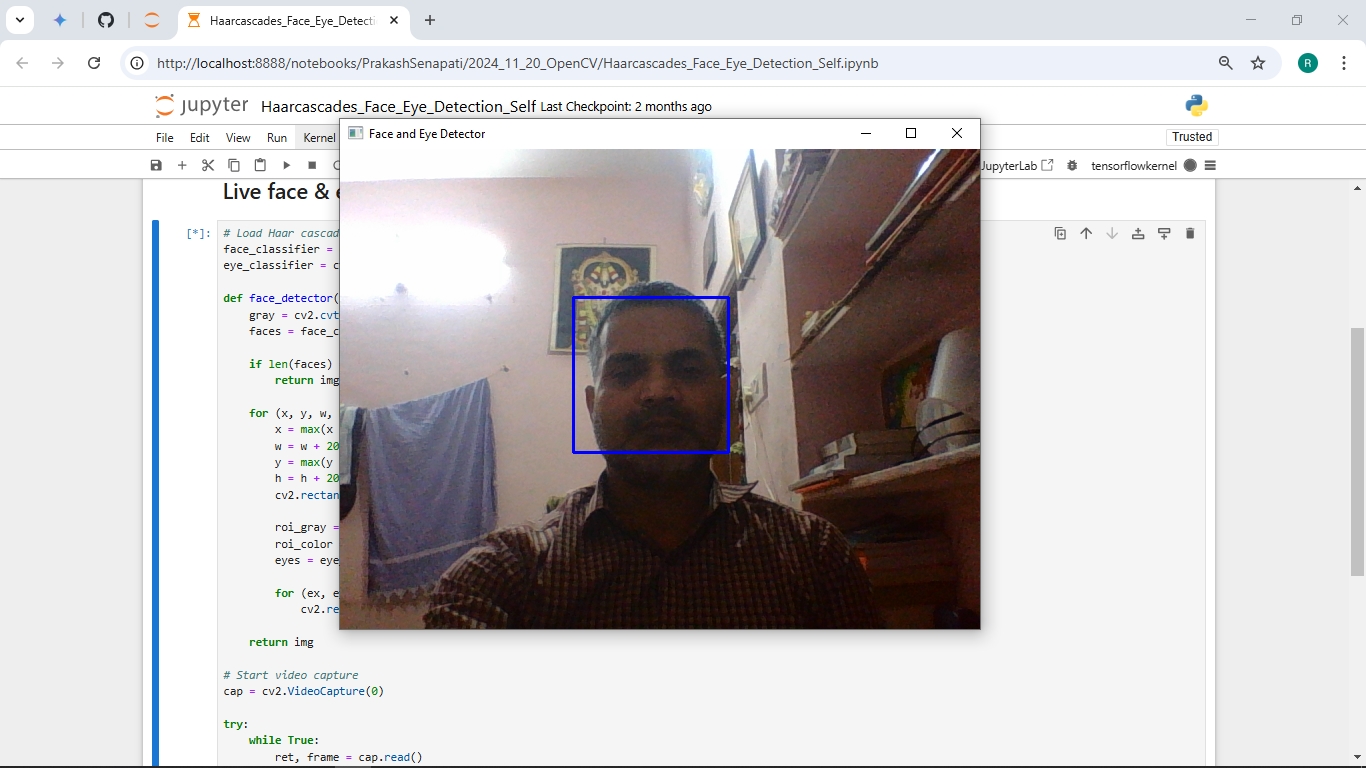 Haarcascades_Face_Eye_Detecti
http://localhost:8888/notebooks/PrakashSenapati/2024_11_20_OpenCV/Haarcascades_Face_Eye_Detection_Self.ipynb
R
jupyter Haarcascades_Face_Eye_Detection_Self Last Checkpoint: 2 months ago
File Edit View Run Kernel
Trusted
JupyterLab
tensorflowkernel
Face and Eye Detector
Live face & e
[*]:
# Load Haar cascad
face_classifier =
eye_classifier = c
def face_detector(
gray = cv2.cvt
faces = face_c
if len(faces)
return img
for (x, y, w,
x = max(x
w = w + 20
y = max(y
h = h + 20
cv2.rectan
roi_gray =
roi_color
eyes = eye
for (ex, e
cv2.re
return img
# Start video capture
cap = cv2.VideoCapture(0)
try:
while True:
ret, frame = cap.read()